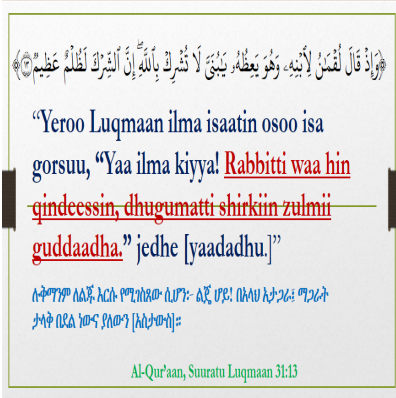 ﴿وَإِذْ قَالَ لُقْمَٰنُ لِٱبْنِهِۦ وَهُوَ يَعِظُهُۥ يَٰبُنَىَّ لَا تُشْرِكْ بِٱللَّهِ ۖ إِنَّ ٱلشِّرْكَ لَظُلْمٌ عَظِيمٌ ١٣﴾
“Yeroo Luqmaan ilma isaatin osoo isa
gorsuu, “Yaa ilma kiyya! Rabbitti waa hin
qindeessin, dhugumatti shirkiin zulmii
guddaadha.” jedhe [yaadadhu.]”
ሉቅማንም ለልጁ እርሱ የሚገስጸው ሲሆን፡- ልጄ ሆይ! በአላህ አታጋራ፤ ማጋራት
ታላቅ በደል ነውና ያለውን [አስታውስ]፡፡
Al-Qur’aan, Suuratu Luqmaan 31:13